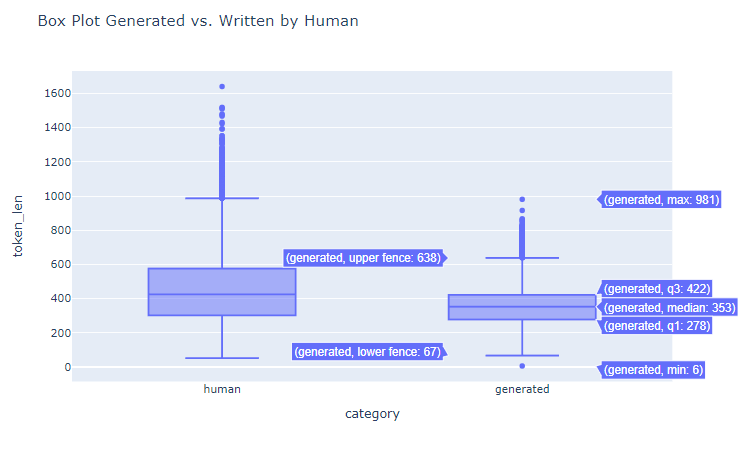 Box Plot Generated vs. Written by Human
1600
1400
1200
1000
800
600
400
200
0
token_len
(generated, max: 981)
(generated, upper fence: 638)
(generated, q3: 422)
(generated, median: 353)
(generated, q1: 278)
(generated, lower fence: 67)
(generated, min: 6)
human
generated
category